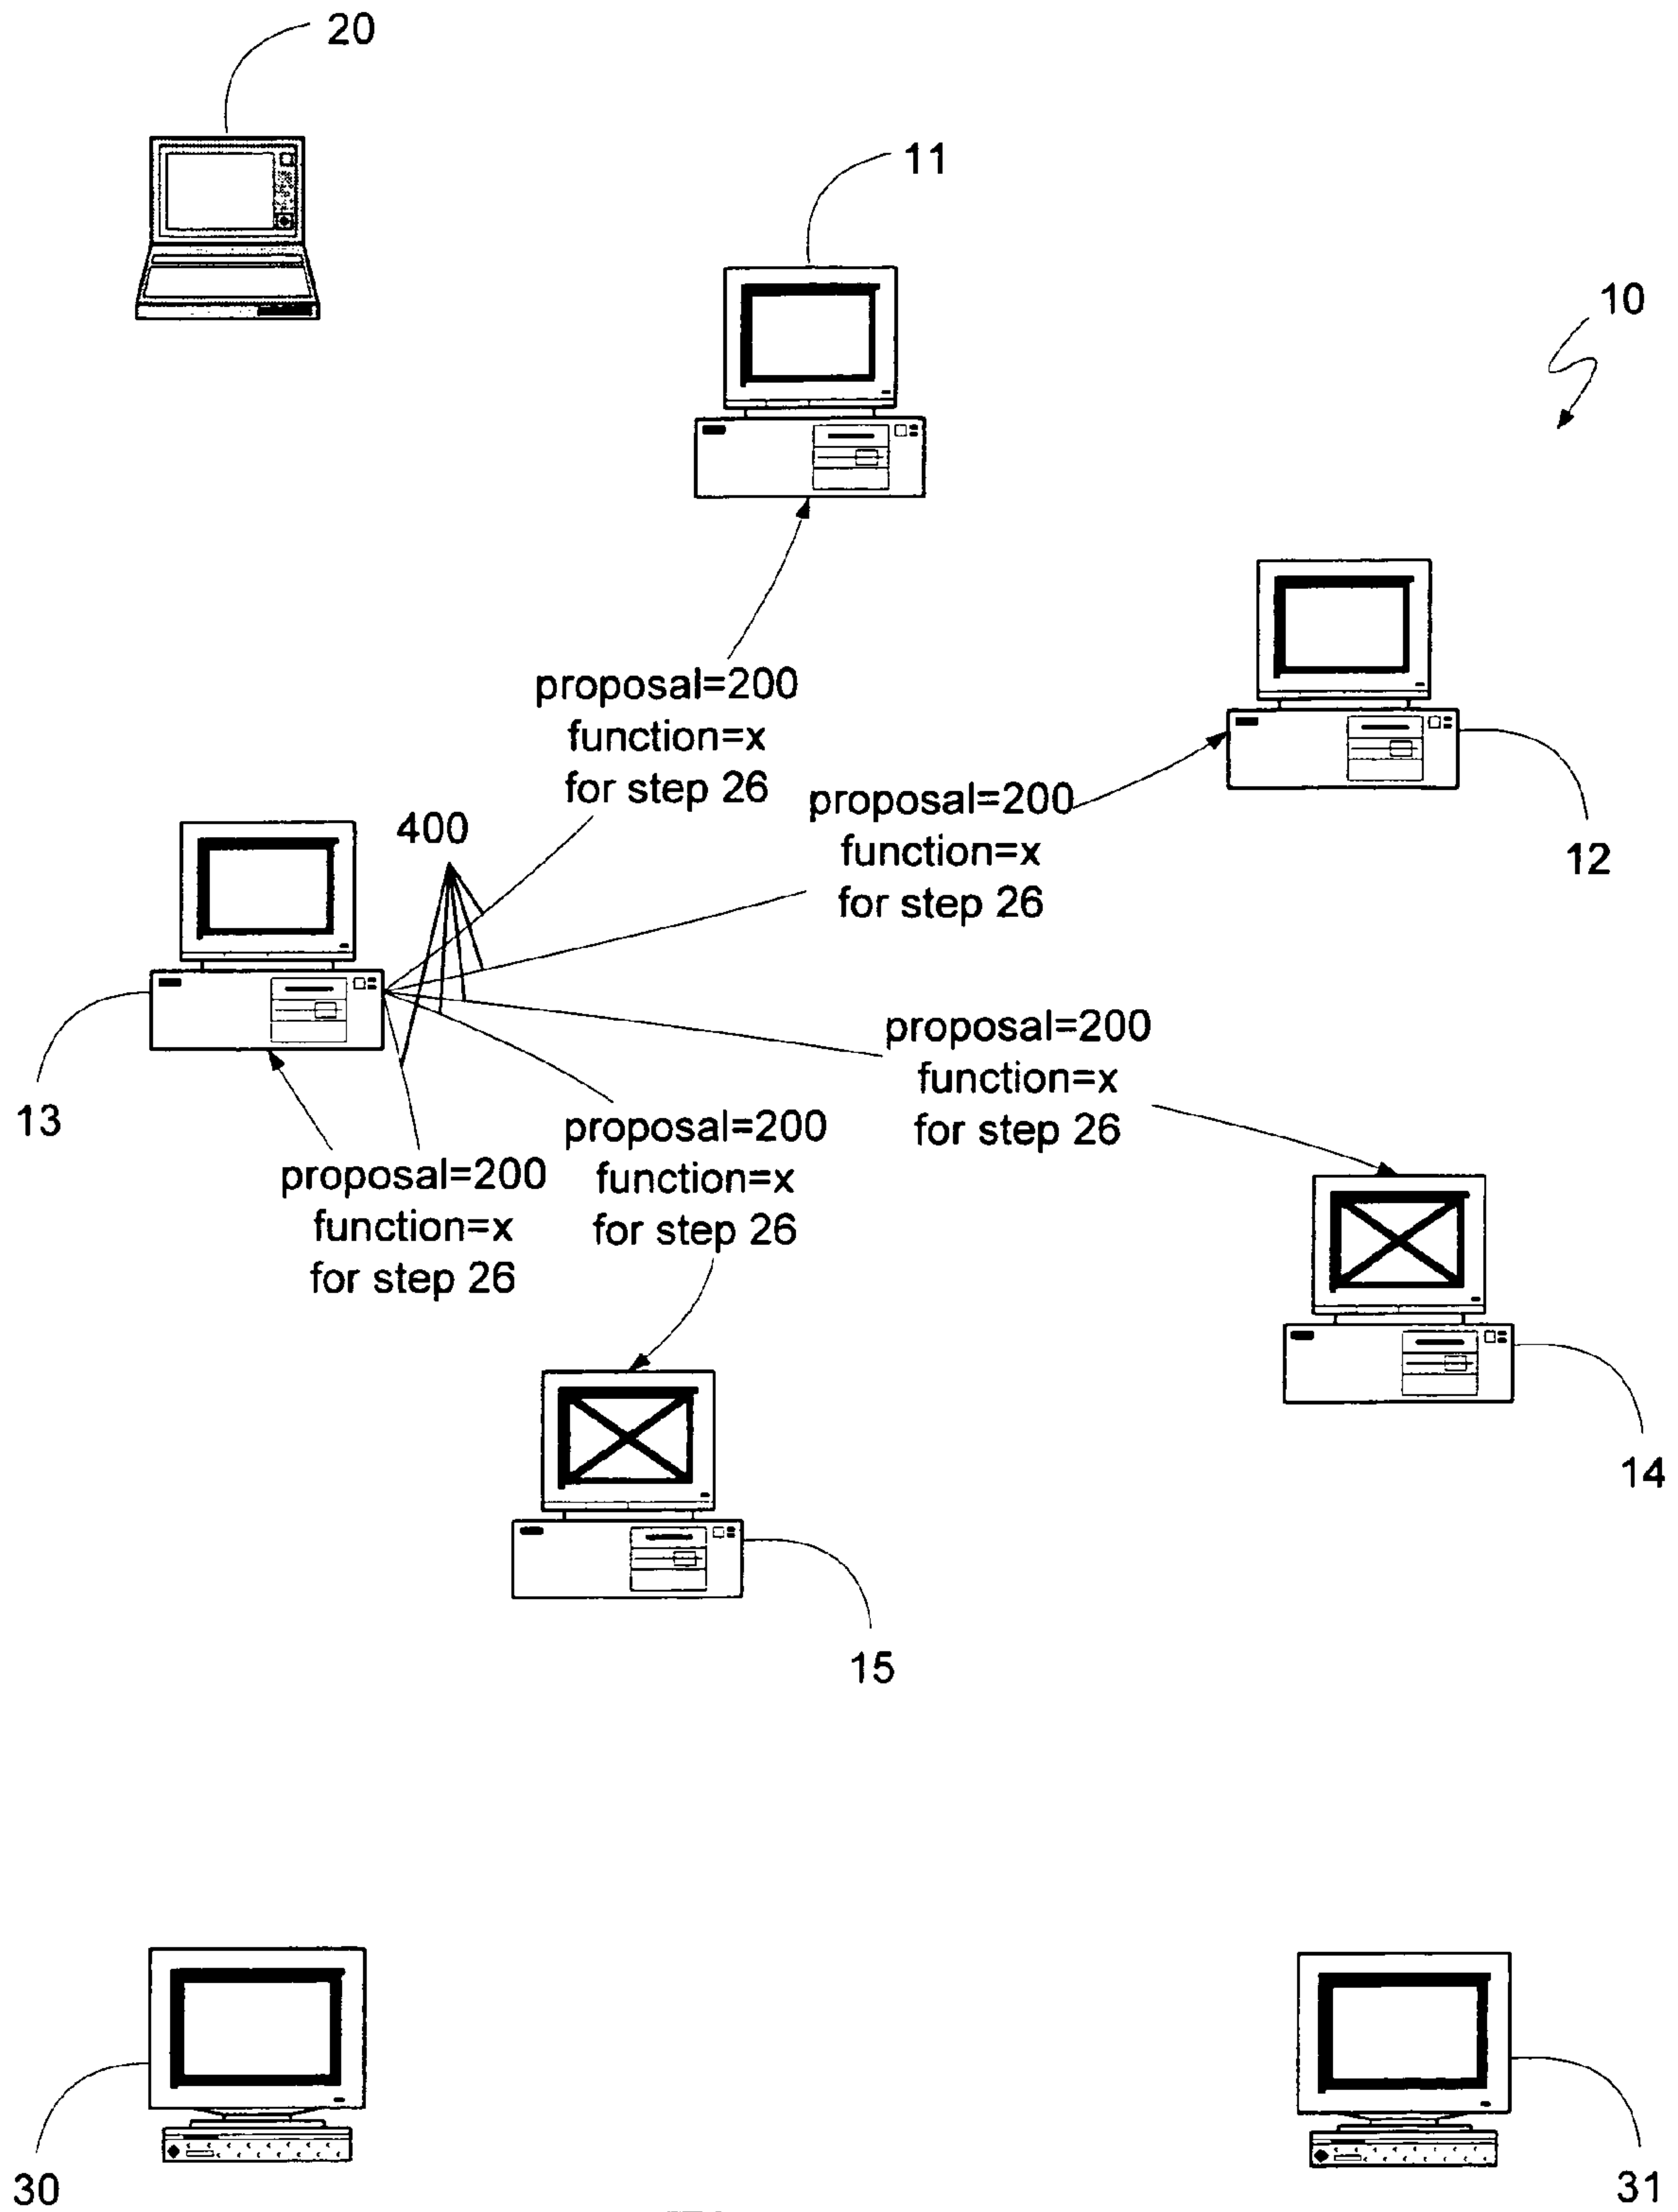 20
11
10
proposal=200
function=x
for step 26
proposal=200
function=x
for step 26
12
400
proposal=200
function=x
for step 26
13
proposal=200
function=x
for step 26
proposal=200
function=x
for step 26
14
15
30
31